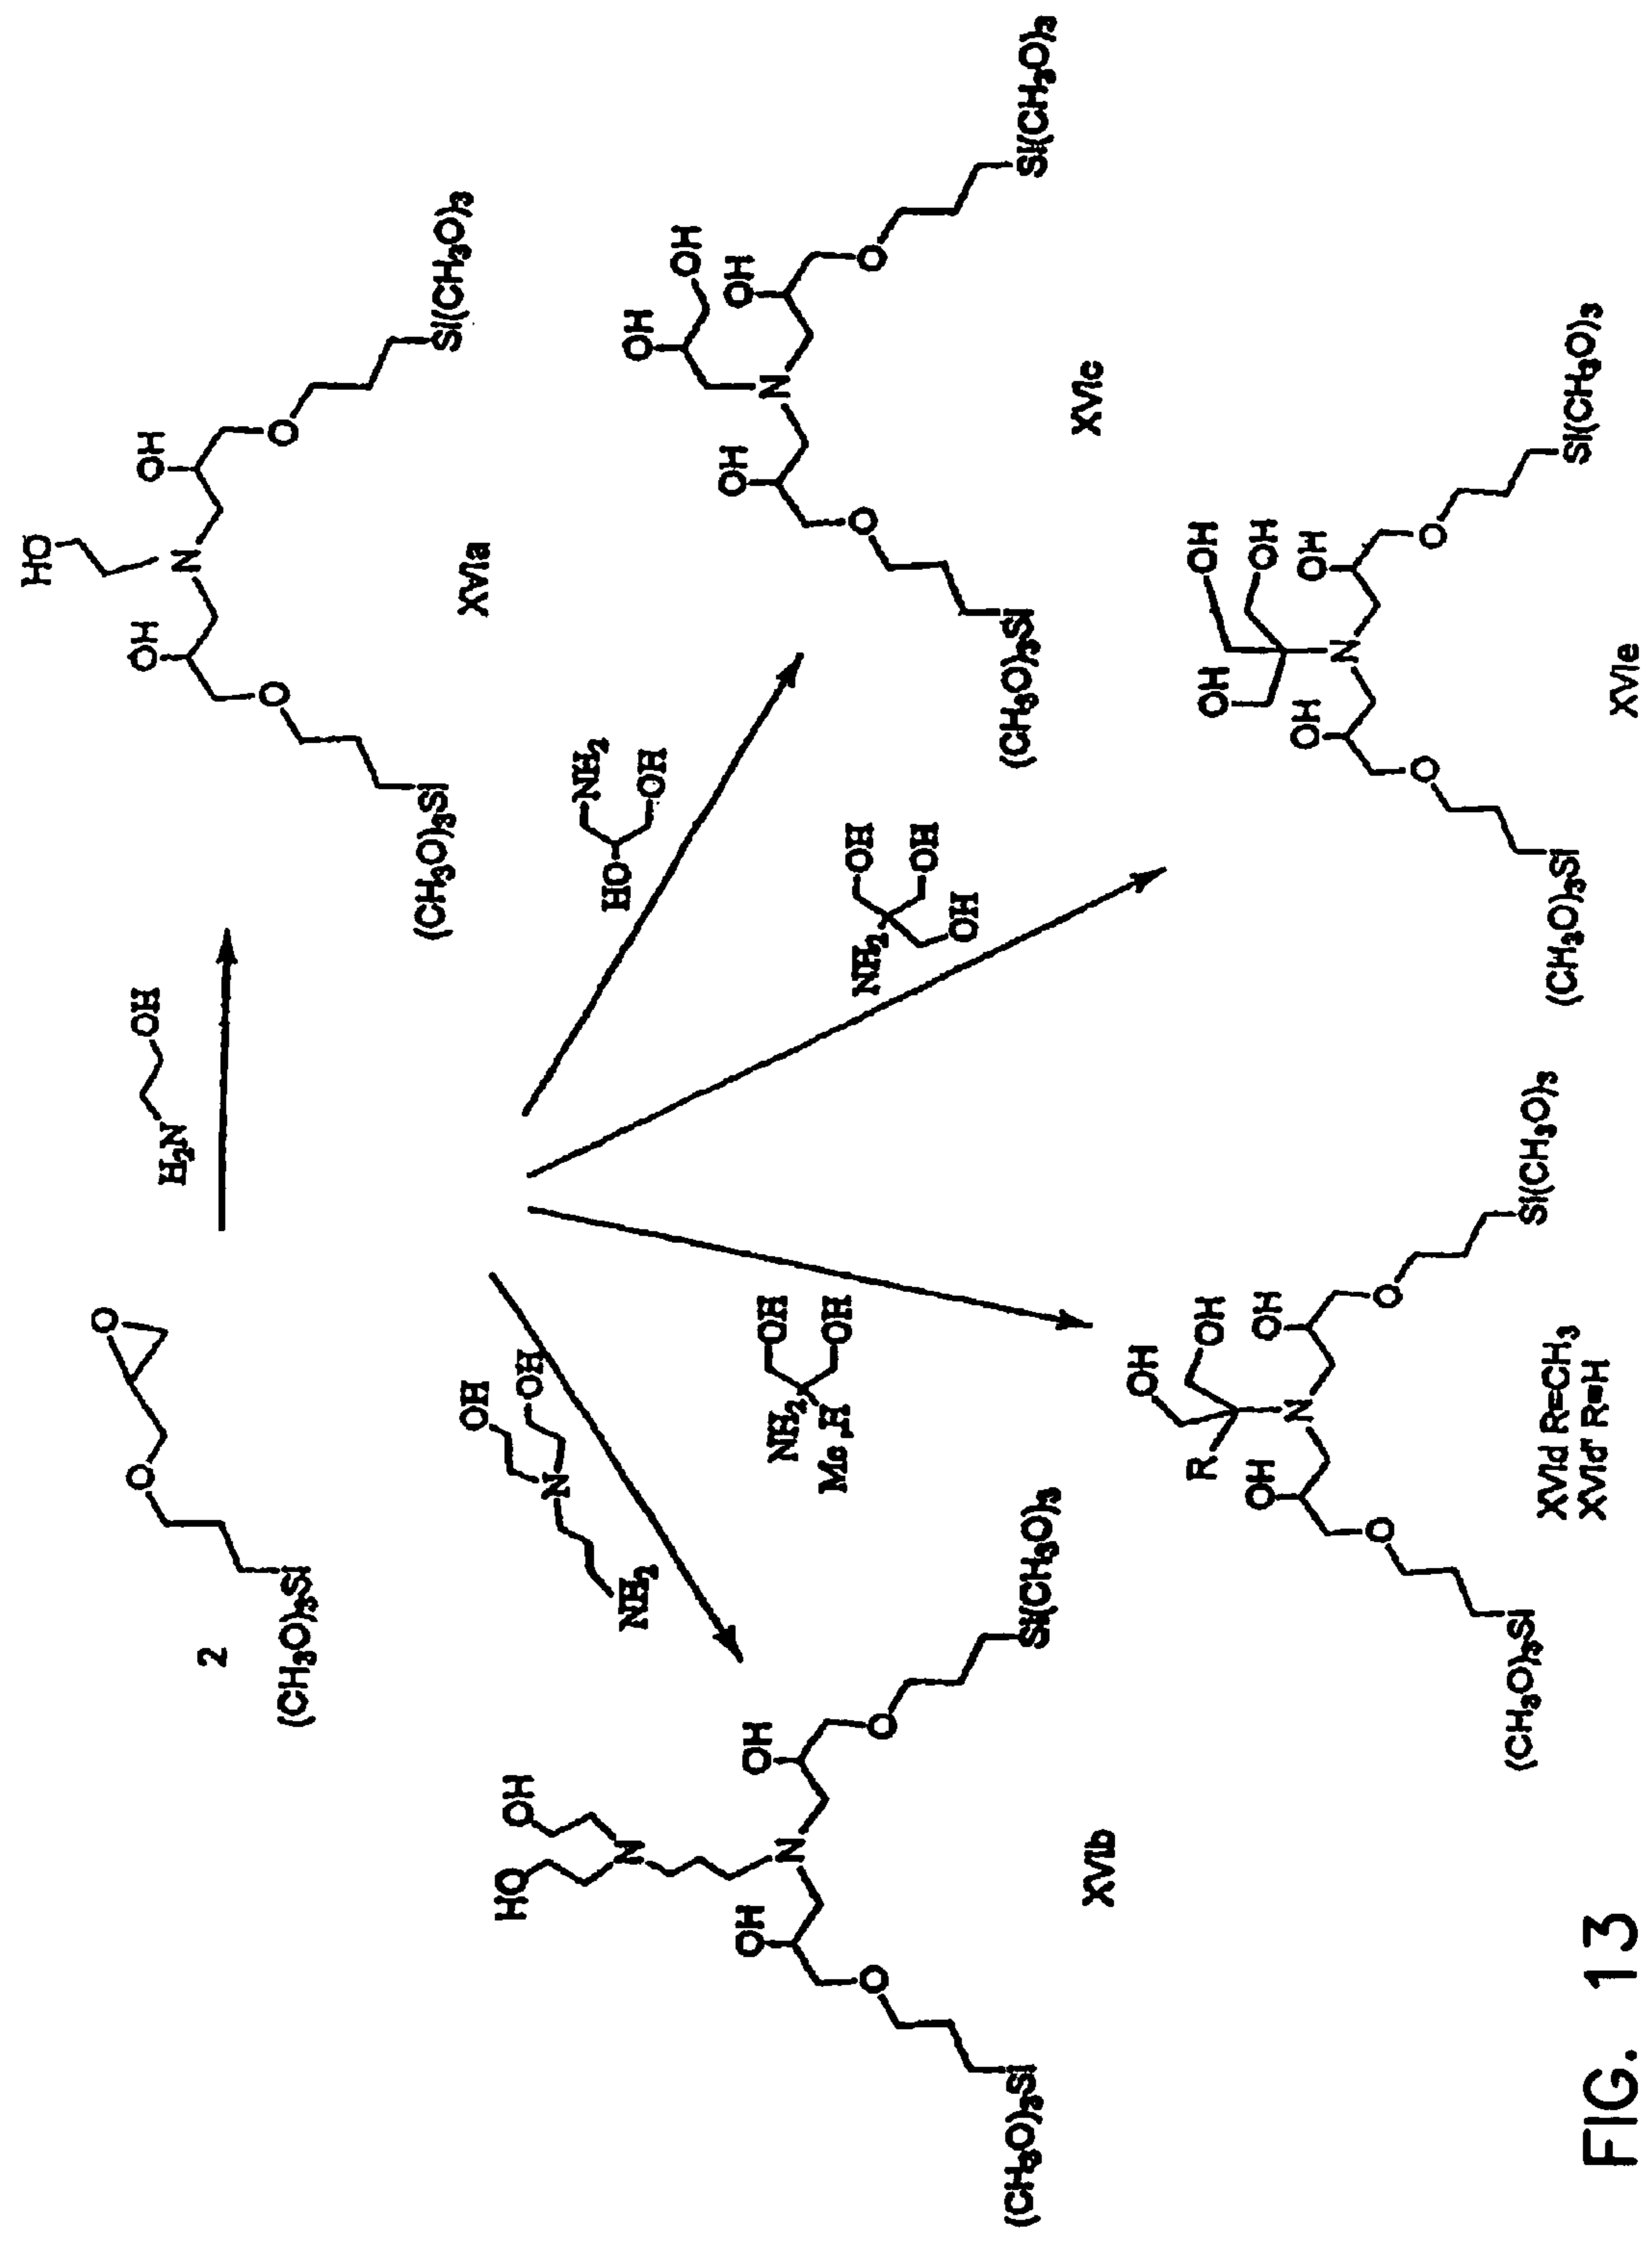 2
(CH₃O)₃Si
O
O
H₂N
OH
HO
N
OH
OH
O
O
(CH₃O)₃Si
Si(CH₃O)₃
XVIa
OH
OH
N
NH₂
HO
NH₂
OH
OH
OH
OH
OH
N
O
O
(CH₃O)₃Si
Si(CH₃O)₃
XVIc
HO
OH
N
OH
OH
N
O
O
(CH₃O)₃Si
Si(CH₃O)₃
XVIb
NH₂
Me,H
OH
OH
NH₂
OH
OH
OH
OH
OH
R
OH
OH
N
O
O
(CH₃O)₃Si
Si(CH₃O)₃
XVId R=CH₃
XVId' R=H
OH
OH
OH
OH
OH
N
O
O
(CH₃O)₃Si
Si(CH₃O)₃
XVIe
FIG. 13